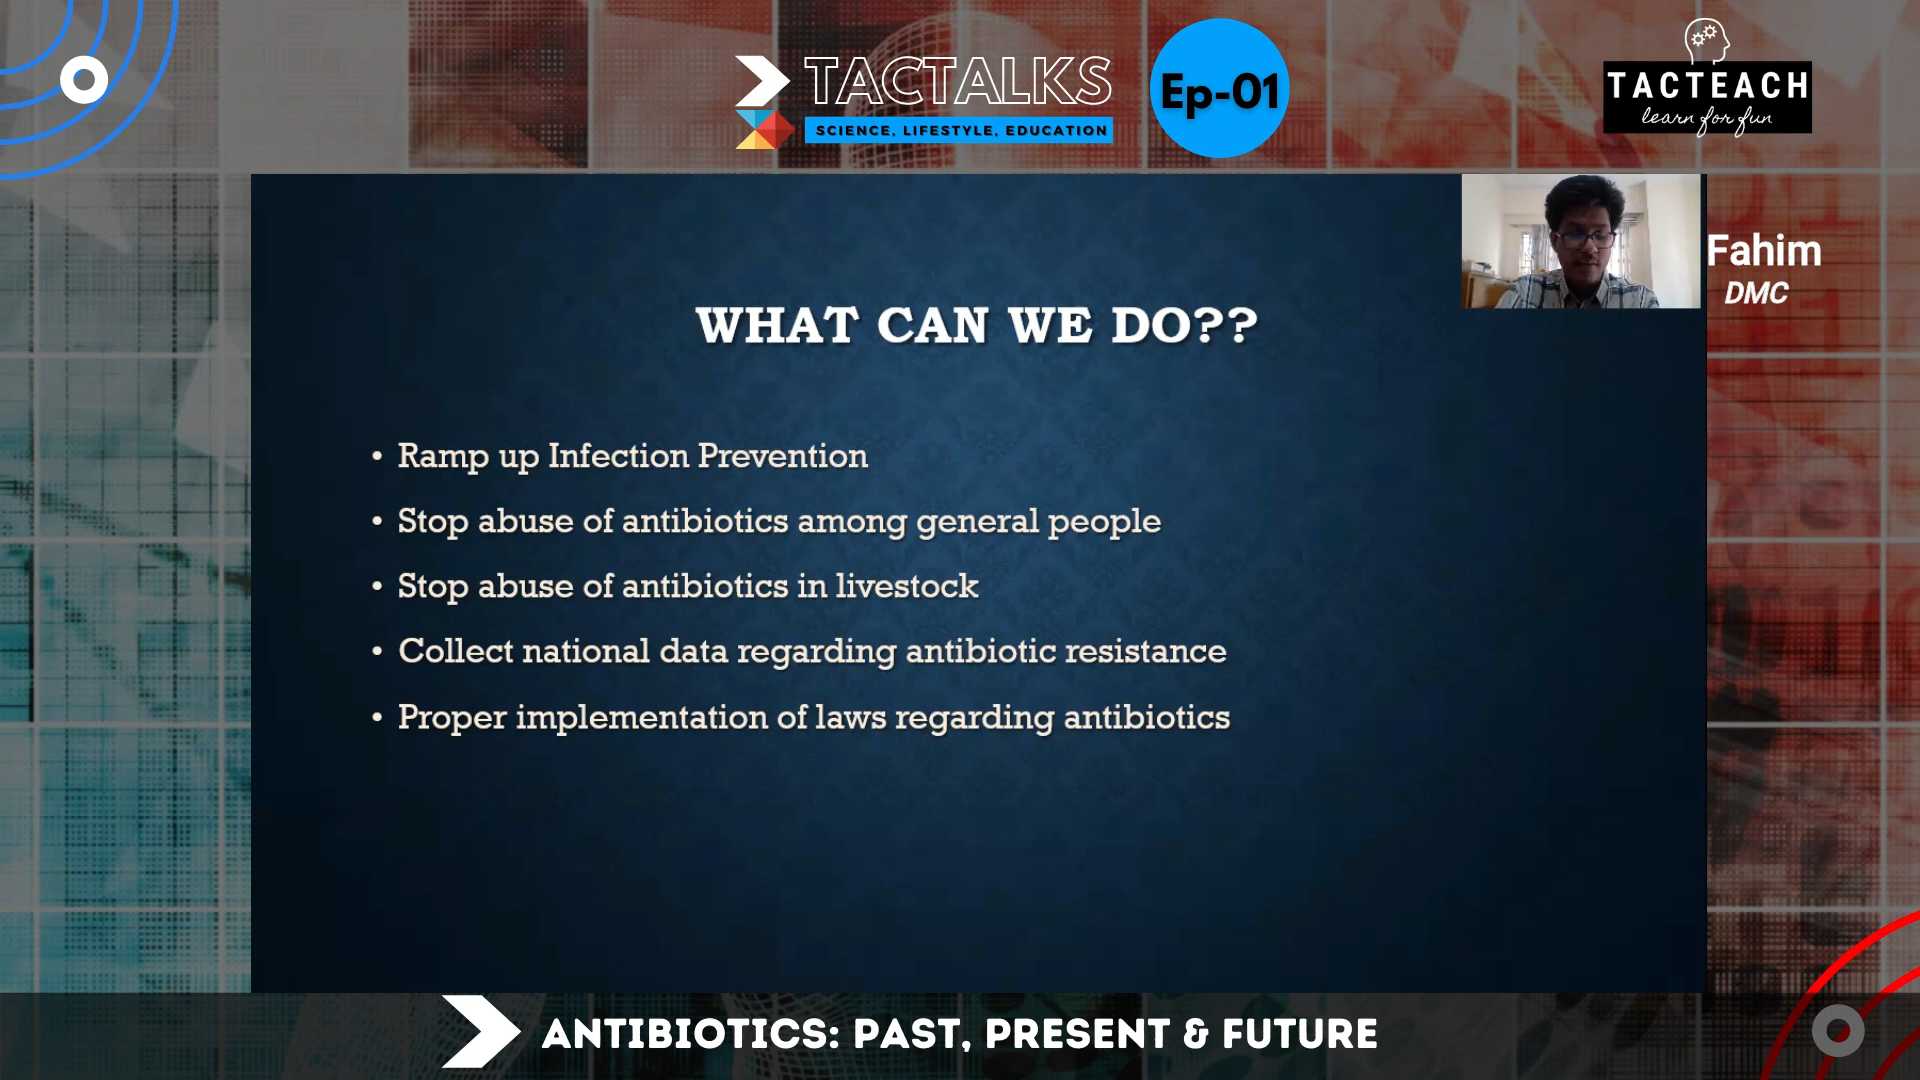 TACTALKS
SCIENCE, LIFESTYLE, EDUCATION
Ep-01
TACTEACH
learn for fun
Fahim
DMC
WHAT CAN WE DO??
• Ramp up Infection Prevention
• Stop abuse of antibiotics among general people
• Stop abuse of antibiotics in livestock
• Collect national data regarding antibiotic resistance
• Proper implementation of laws regarding antibiotics
ANTIBIOTICS: PAST, PRESENT & FUTURE